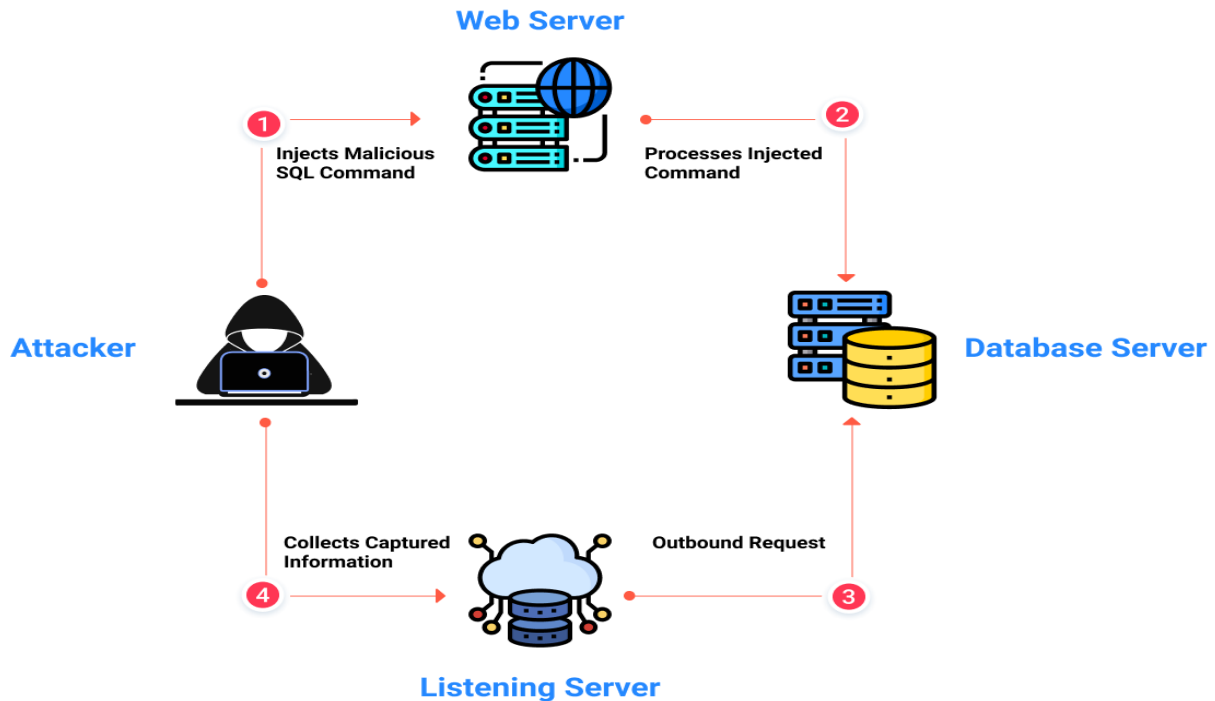 Web Server
1
2
Injects Malicious
SQL Command
Processes Injected
Command
Attacker
Database Server
Collects Captured
Information
Outbound Request
4
3
Listening Server